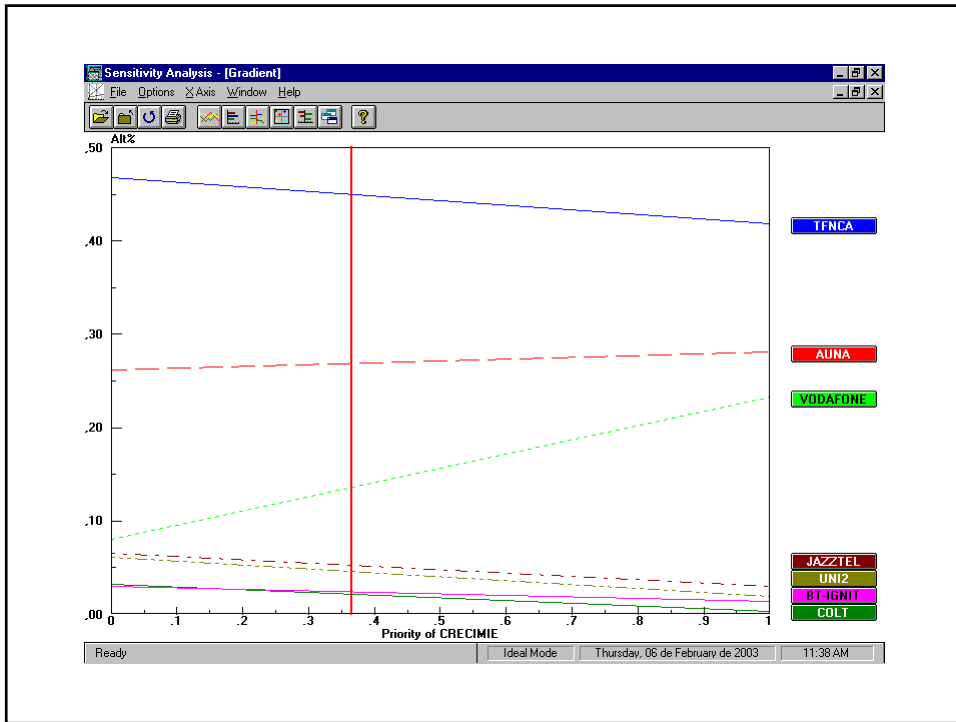 Sensitivity Analysis - [Gradient]
File Options X Axis Window Help
Alt%
,50
,40
,30
,20
,10
,00
0 .1 .2 .3 .4 .5 .6 .7 .8 .9 1
Priority of CRECIMIE
TFNCA
AUNA
VODAFONE
JAZZTEL
UNI2
BT-IGNIT
COLT
Ready Ideal Mode Thursday, 06 de February de 2003 11:38 AM